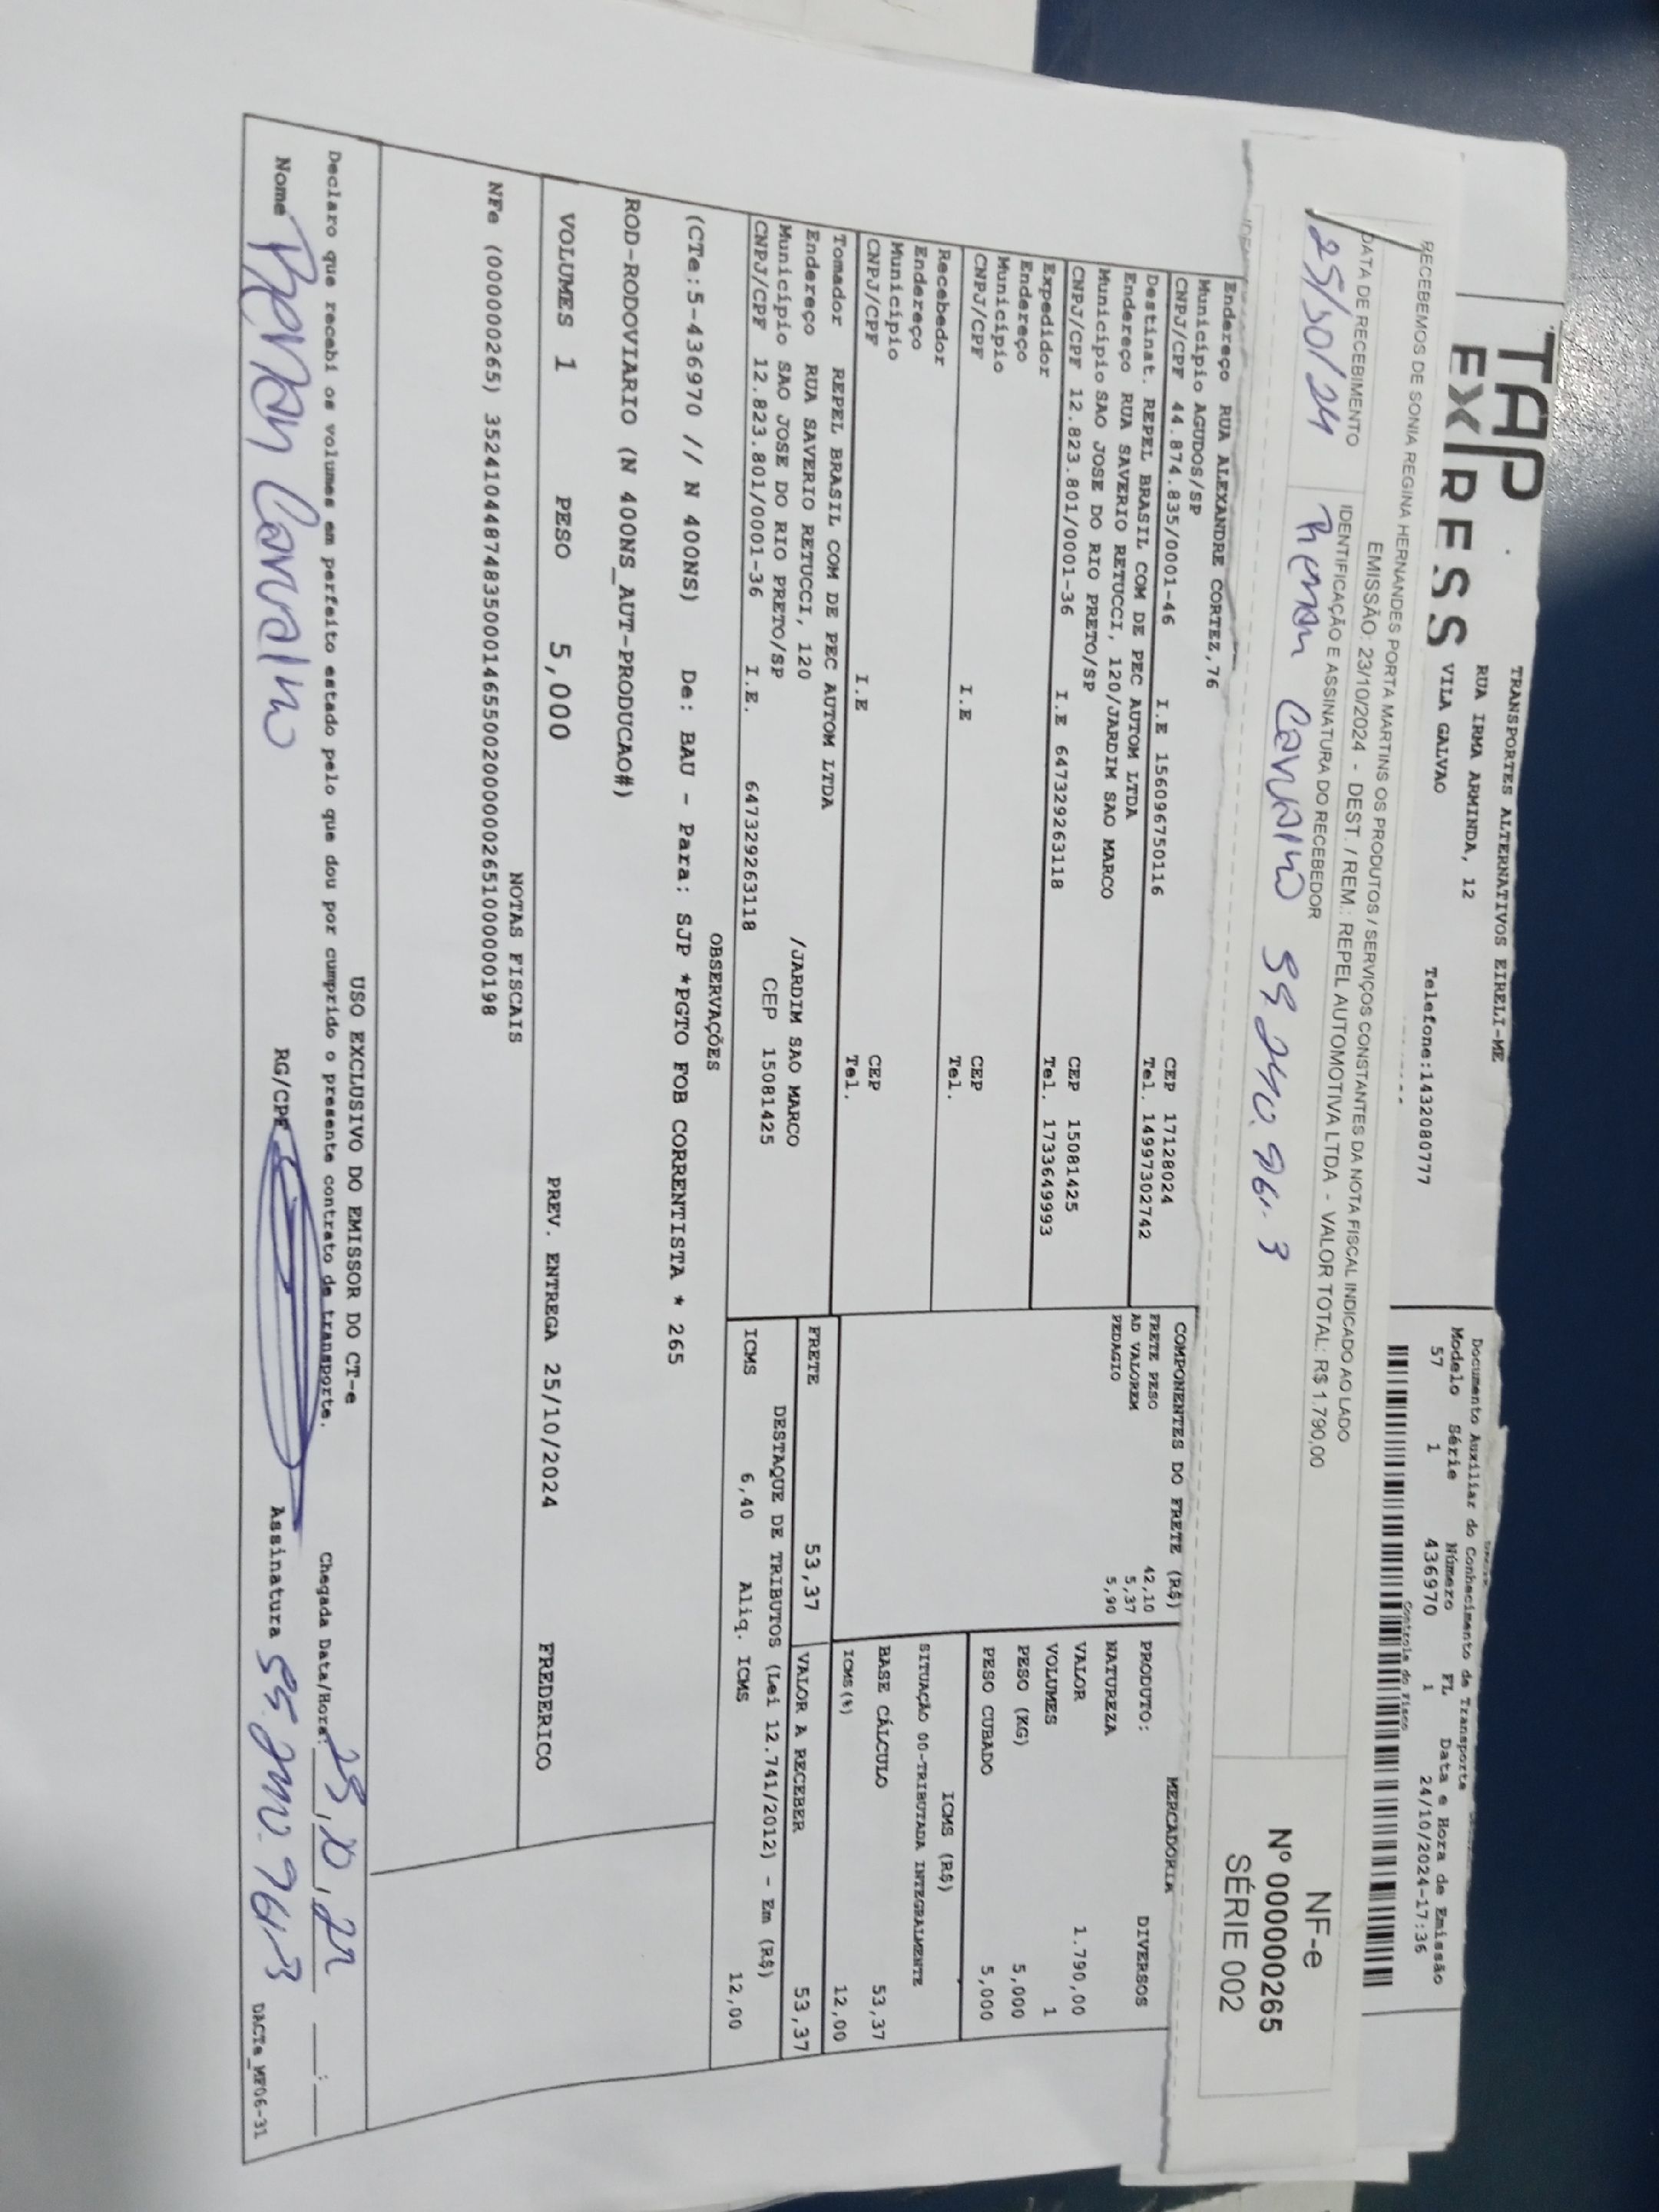 TAP
EXPRESS
TRANSPORTES ALTERNATIVOS EIRELI-ME
RUA IRMA ARMINDA, 12
VILA GALVAO
Telefone:1432080777
Documento Auxiliar do Conhecimento de Transporte
Modelo Série Número FL Data e Hora de Emissão
57 1 436970 1 24/10/2024-17:36
Controle do Fisco
RECEBEMOS DE SONIA REGINA HERNANDES PORTA MARTINS OS PRODUTOS / SERVIÇOS CONSTANTES DA NOTA FISCAL INDICADO AO LADO
EMISSÃO: 23/10/2024 - DEST. / REM.: REPEL AUTOMOTIVA LTDA - VALOR TOTAL: R$ 1.790,00
DATA DE RECEBIMENTO
IDENTIFICAÇÃO E ASSINATURA DO RECEBEDOR
Renan Carvalho
NF-e
Nº 000000265
SÉRIE 002
Endereço RUA ALEXANDRE CORTEZ,76
Município AGUDOS/SP
CEP 17128024
CNPJ/CPF 44.874.835/0001-46 I.E 156096750116 Tel. 14997302742
Destinat. REPEL BRASIL COM DE PEC AUTOM LTDA
Endereço RUA SAVERIO RETUCCI, 120/JARDIM SAO MARCO
Município SAO JOSE DO RIO PRETO/SP CEP 15081425
CNPJ/CPF 12.823.801/0001-36 I.E 647329263118 Tel. 1733649993
Expedidor
Endereço
Município CEP
CNPJ/CPF I.E Tel.
Recebedor
Endereço
Município CEP
CNPJ/CPF I.E Tel.
Tomador REPEL BRASIL COM DE PEC AUTOM LTDA
Endereço RUA SAVERIO RETUCCI, 120 /JARDIM SAO MARCO
Município SAO JOSE DO RIO PRETO/SP CEP 15081425
CNPJ/CPF 12.823.801/0001-36 I.E. 647329263118
COMPONENTES DO FRETE (R$)
FRETE PESO 42,10
AD VALOREM 5,37
PEDAGIO 5,90
MERCADORIA
PRODUTO: DIVERSOS
NATUREZA
VALOR 1.790,00
VOLUMES 1
PESO (KG) 5,000
PESO CUBADO 5,000
ICMS (R$)
SITUAÇÃO 00-TRIBUTADA INTEGRALMENTE
BASE CÁLCULO 53,37
ICMS(%) 12,00
FRETE 53,37
VALOR A RECEBER 53,37
DESTAQUE DE TRIBUTOS (Lei 12.741/2012) - Em (R$)
ICMS 6,40 Aliq. ICMS 12,00
OBSERVAÇÕES
(CTe:5-436970 // N 400NS) De: BAU - Para: SJP *PGTO FOB CORRENTISTA * 265
ROD-RODOVIARIO (N 400NS_AUT-PRODUCAO#)
VOLUMES 1 PESO 5,000 PREV. ENTREGA 25/10/2024 FREDERICO
NOTAS FISCAIS
NFe (000000265) 35241044874835000146550020000002651000000198
USO EXCLUSIVO DO EMISSOR DO CT-e
Declaro que recebi os volumes em perfeito estado pelo que dou por cumprido o presente contrato de transporte.
Chegada Data/Hora:
Nome Renan Carvalho RG/CPF Assinatura
DACTe_MF06-31